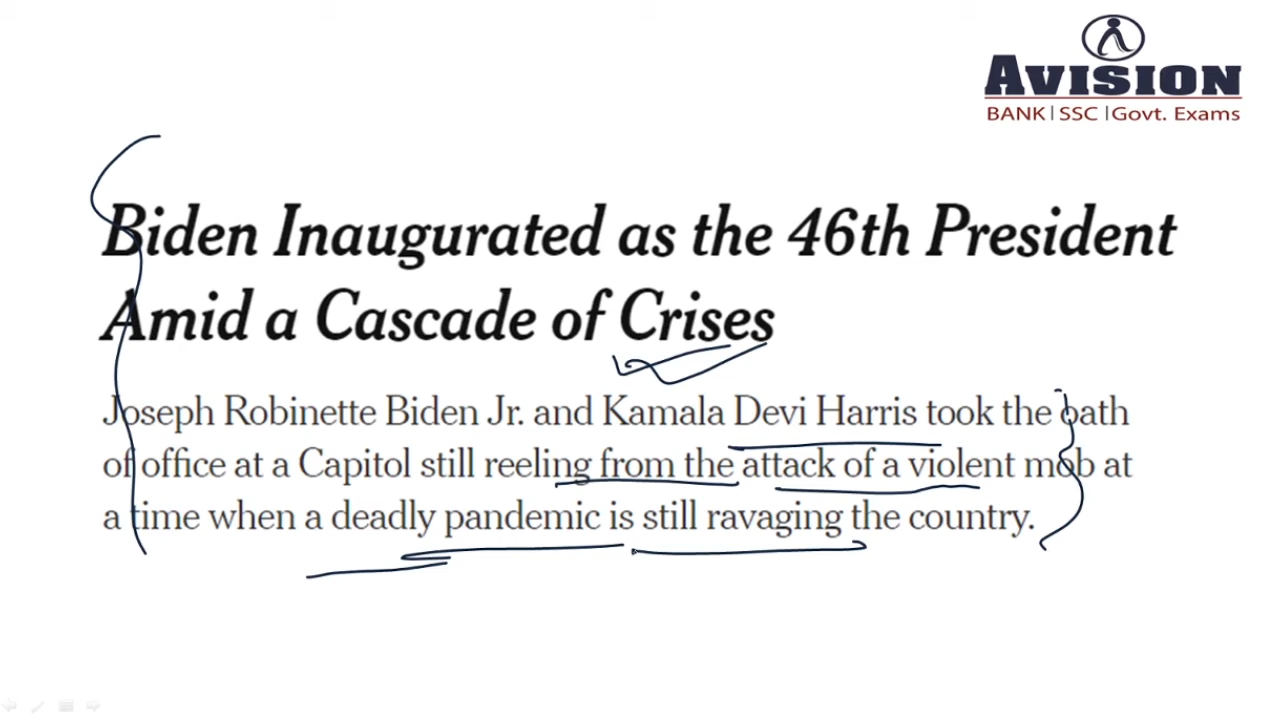 AVISION
BANK | SSC | Govt. Exams
Biden Inaugurated as the 46th President
Amid a Cascade of Crises
Joseph Robinette Biden Jr. and Kamala Devi Harris took the oath
of office at a Capitol still reeling from the attack of a violent mob at
a time when a deadly pandemic is still ravaging the country.